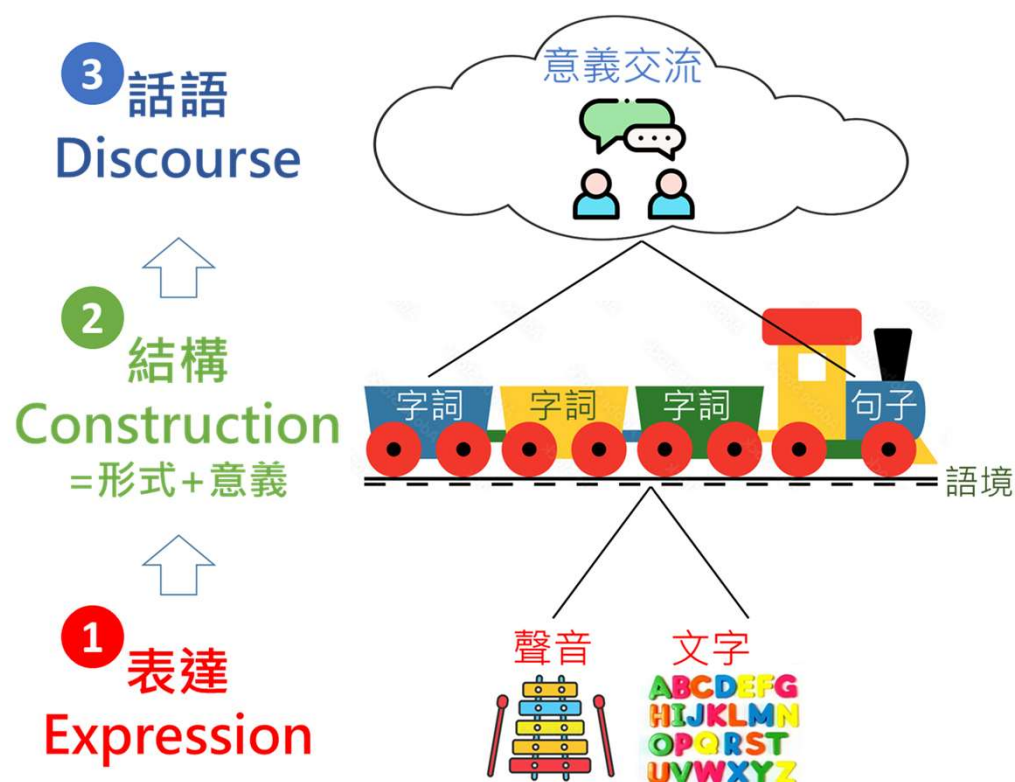 3
話語
Discourse
意義交流
2
結構
Construction
=形式+意義
字詞
字詞
字詞
句子
語境
1
表達
Expression
聲音
文字
ABCDEFG
HIJKLMN
OPQRST
UVWXYZ